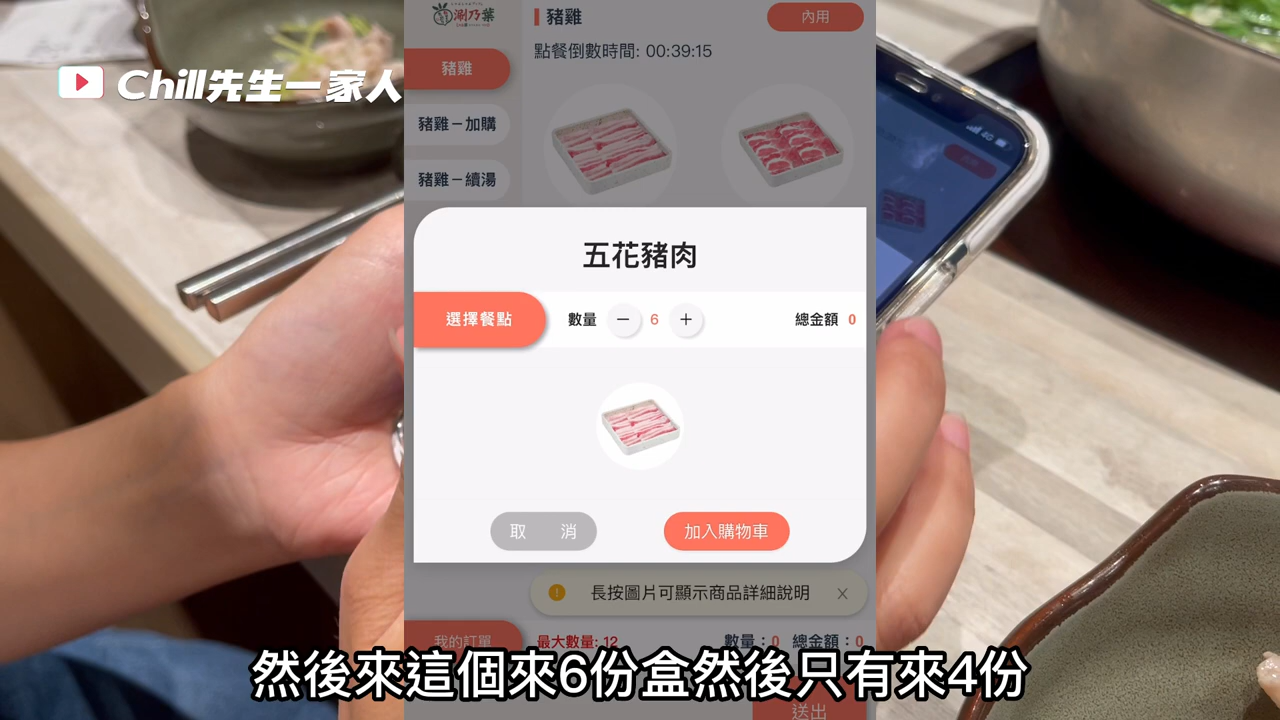 Chill先生一家人
涮乃葉
豬雞
內用
點餐倒數時間: 00:39:15
豬雞
豬雞－加購
豬雞－續湯
4G
五花豬肉
選擇餐點
數量
6
總金額 0
取 消
加入購物車
長按圖片可顯示商品詳細說明
我的訂單
最大數量: 12
數量：0
總金額：0
然後來這個來6份盒然後只有來4份
送出